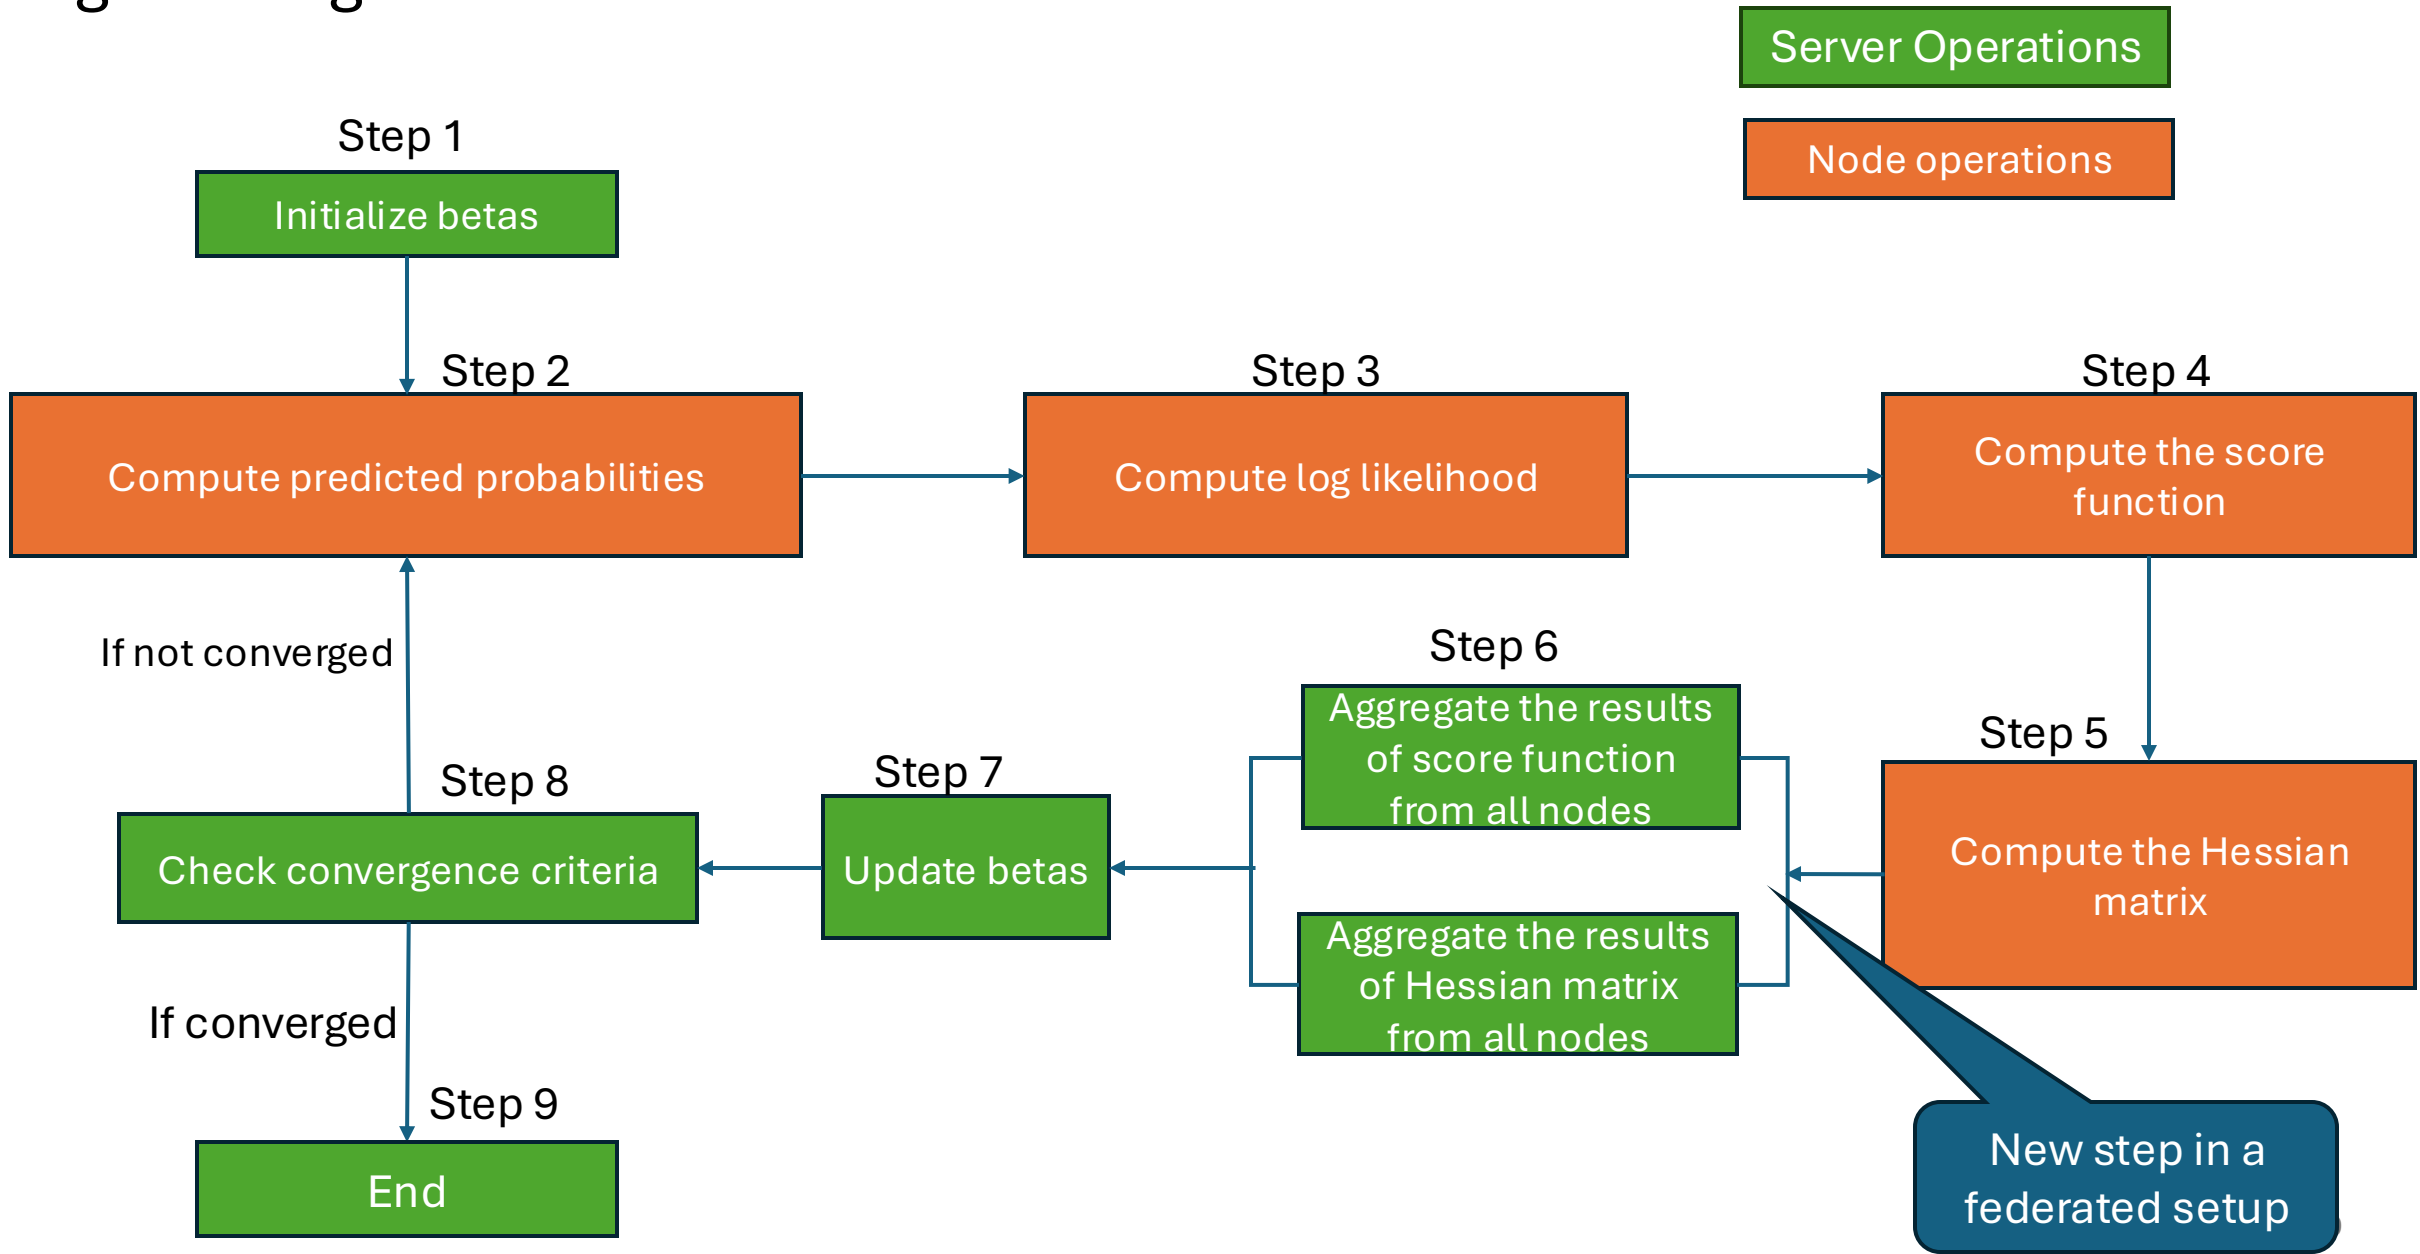 Server Operations
Node operations
Step 1
Initialize betas
Step 2
Compute predicted probabilities
Step 3
Compute log likelihood
Step 4
Compute the score
function
Step 5
Compute the Hessian
matrix
Step 6
Aggregate the results
of score function
from all nodes
Aggregate the results
of Hessian matrix
from all nodes
New step in a
federated setup
Step 7
Update betas
Step 8
Check convergence criteria
If not converged
If converged
Step 9
End